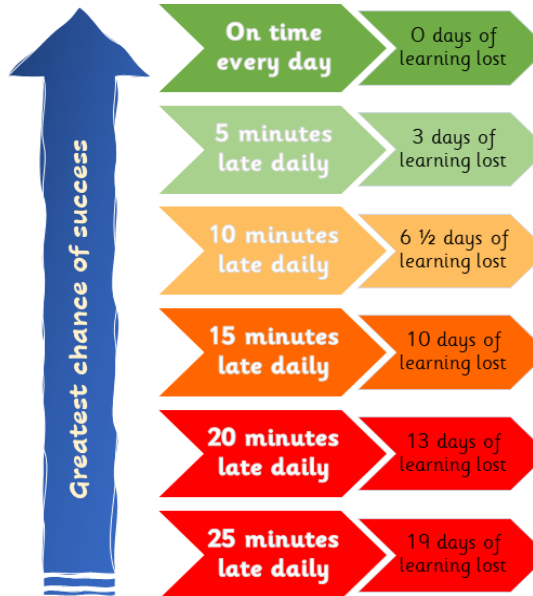 Greatest chance of success
On time
every day
0 days of
learning lost
5 minutes
late daily
3 days of
learning lost
10 minutes
late daily
6 ½ days of
learning lost
15 minutes
late daily
10 days of
learning lost
20 minutes
late daily
13 days of
learning lost
25 minutes
late daily
19 days of
learning lost